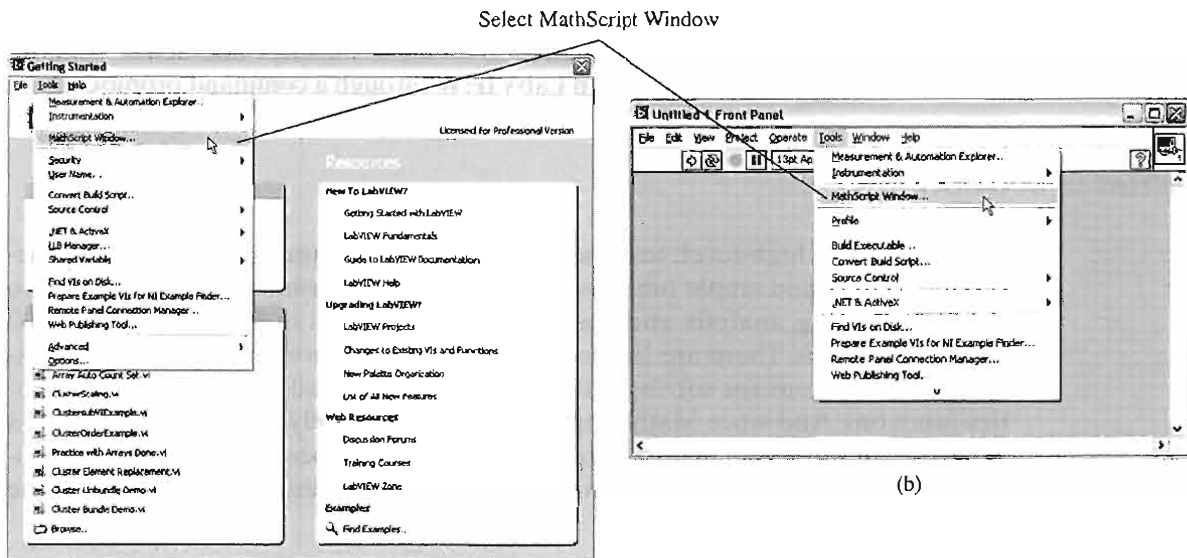 Select MathScript Window
Getting Started
File Tools Help
Measurement & Automation Explorer..
Instrumentation
MathScript Window...
Security
User Name. .
Convert Build Script..
Source Control
.NET & ActiveX
LLB Manager...
Shared Variable
Find VIs on Disk...
Prepare Example VIs for NI Example Finder...
Remote Panel Connection Manager ..
Web Publishing Tool...
Advanced
Options...
Array Auto Count Set.vi
ClusterScaling.vi
ClustersubVIExample.vi
ClusterOrderExample.vi
Practice with Arrays Done.vi
Cluster Element Replacement.vi
Cluster Unbundle Demo.vi
Cluster Bundle Demo.vi
Browse..
Licensed for Professional Version
Resources
New To LabVIEW?
Getting Started with LabVIEW
LabVIEW Fundamentals
Guide to LabVIEW Documentation
LabVIEW Help
Upgrading LabVIEW?
LabVIEW Projects
Changes to Existing VIs and Functions
New Palette Organization
List of All New Features
Web Resources
Discussion Forums
Training Courses
LabVIEW Zone
Examples
Find Examples..
Untitled 1 Front Panel
File Edit View Project Operate Tools Window Help
13pt Ap
Measurement & Automation Explorer..
Instrumentation
MathScript Window...
Profile
Build Executable ..
Convert Build Script...
Source Control
.NET & ActiveX
Find VIs on Disk...
Prepare Example VIs for NI Example Finder...
Remote Panel Connection Manager...
Web Publishing Tool.
(b)